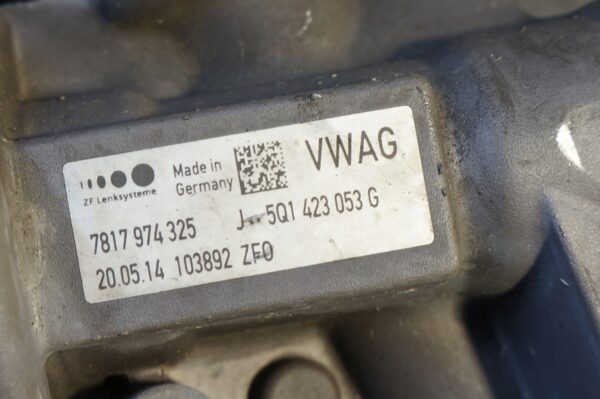 ZF Lenksysteme
Made in
Germany
VWAG
7817 974 325 J 5Q1 423 053 G
20.05.14 103892 ZFO